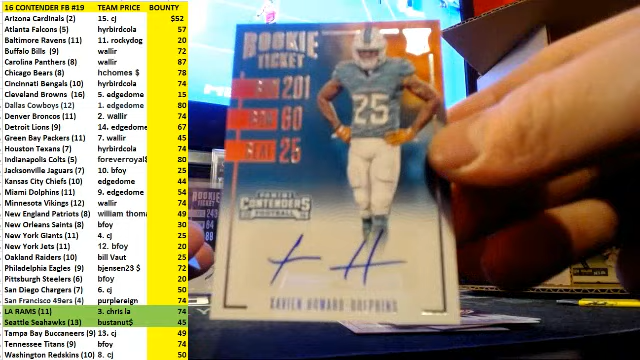 16 CONTENDER FB #19 TEAM PRICE BOUNTY
Arizona Cardinals (2) 15. cj $52
Atlanta Falcons (5) hyrbirdcola 57
Baltimore Ravens (11) 11. rockydog 20
Buffalo Bills (9) wallir 72
Carolina Panthers (8) wallir 87
Chicago Bears (8) hchomes $ 78
Cincinnati Bengals (10) hyrbirdcola 74
Cleveland Browns (16) 5. edgedome 15
Dallas Cowboys (12) 1. edgedome 80
Denver Broncos (11) 2. wallir 74
Detroit Lions (9) 14. edgedome 67
Green Bay Packers (11) 7. wallir 45
Houston Texas (7) hyrbirdcola 74
Indianapolis Colts (5) foreverroyal$ 80
Jacksonville Jaguars (7) 10. bfoy 25
Kansas City Chiefs (10) edgedome 44
Miami Dolphins (11) 9. edgedome 54
Minnesota Vikings (12) wallir 74
New England Patriots (8) william thoma 49
New Orleans Saints (8) bfoy 30
New York Giants (11) 4. cj 25
New York Jets (11) 12. bfoy 20
Oakland Raiders (10) bill Vaut 25
Philadelphia Eagles (9) bjensen23 $ 72
Pittsburgh Steelers (6) bfoy 20
San Diego Chargers (7) 6. cj 50
San Francisco 49ers (4) purplereign 74
LA RAMS (11) 3. chris la 74
Seattle Seahawks (13) bustanut$ 45
Tampa Bay Buccaneers (9) 13. cj 49
Tennessee Titans (9) bfoy 74
Washington Redskins (10) 8. cj 50
ROOKIE
TICKET
201
60
SEAT 25
25
PANINI
CONTENDERS
FOOTBALL
XAVIEN HOWARD - DOLPHINS